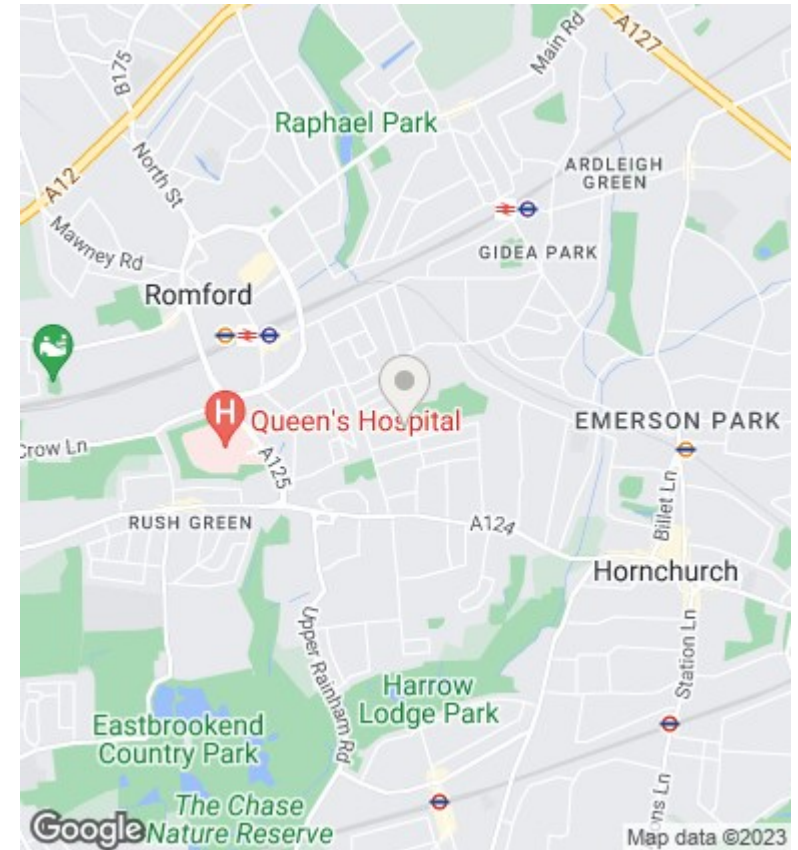 B175
Main Rd
A127
Raphael Park
A12
North St
ARDLEIGH
GREEN
Mawney Rd
GIDEA PARK
Romford
H
Queen's Hospital
EMERSON PARK
Crow Ln
A125
Billet Ln
RUSH GREEN
A124
Hornchurch
Upper Rainham Rd
Station Ln
Harrow
Lodge Park
Eastbrookend
Country Park
The Chase
Nature Reserve
Google
Map data ©2023